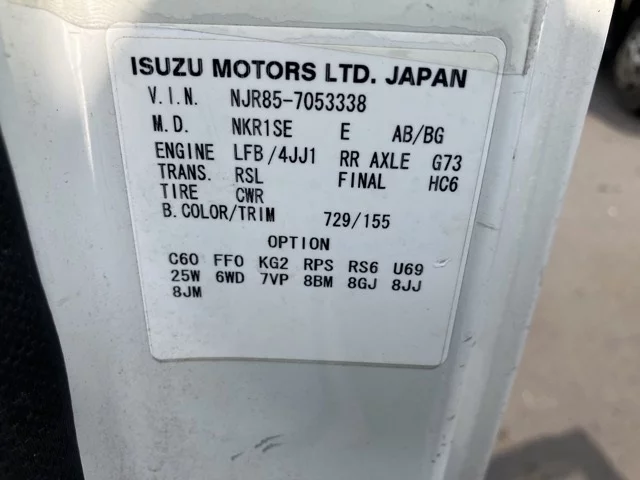 ISUZU MOTORS LTD. JAPAN
V.I.N. NJR85-7053338
M.D. NKR1SE E AB/BG
ENGINE LFB/4JJ1 RR AXLE G73
TRANS. RSL FINAL HC6
TIRE CWR
B.COLOR/TRIM 729/155
OPTION
C60 FF0 KG2 RPS RS6 U69
25W 6WD 7VP 8BM 8GJ 8JJ
8JM